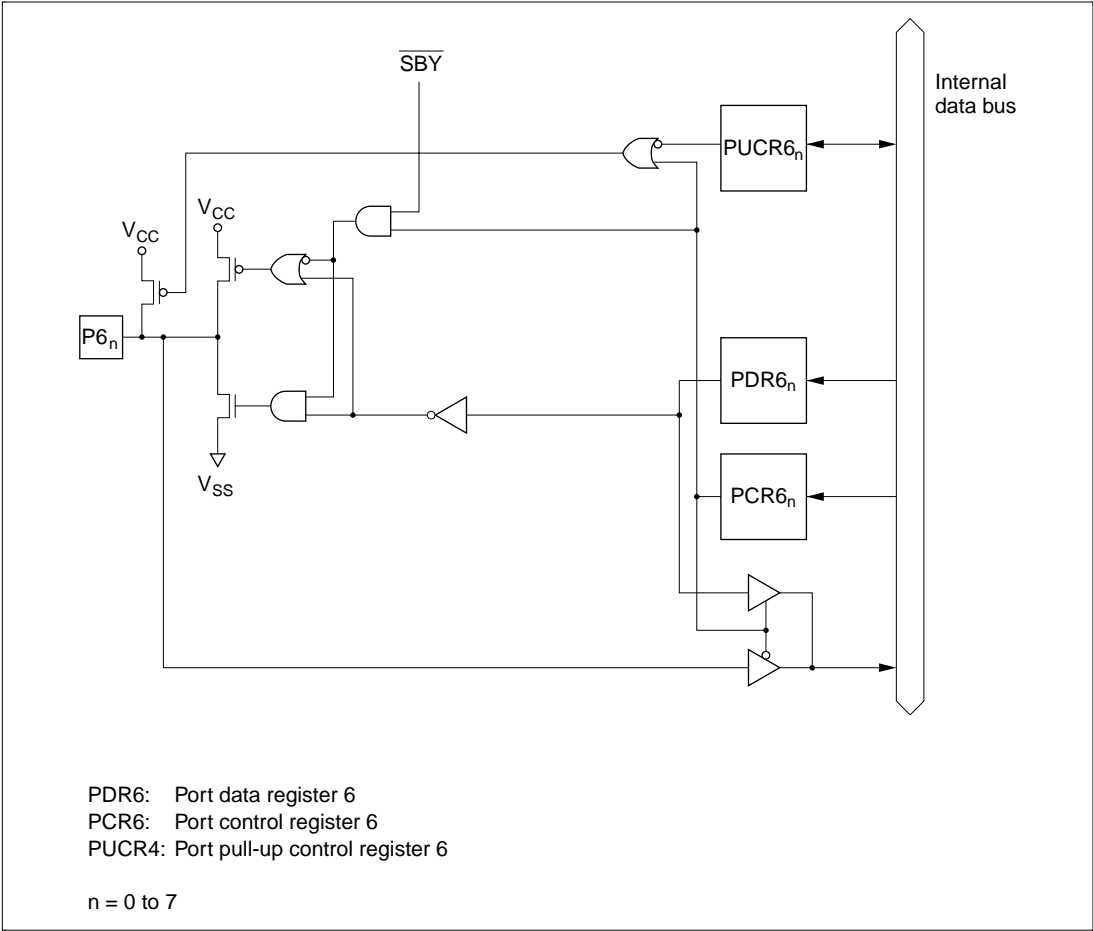 SBY
Internal
data bus
PUCR6n
VCC
VCC
P6n
PDR6n
VSS
PCR6n
PDR6: Port data register 6
PCR6: Port control register 6
PUCR4: Port pull-up control register 6
n = 0 to 7